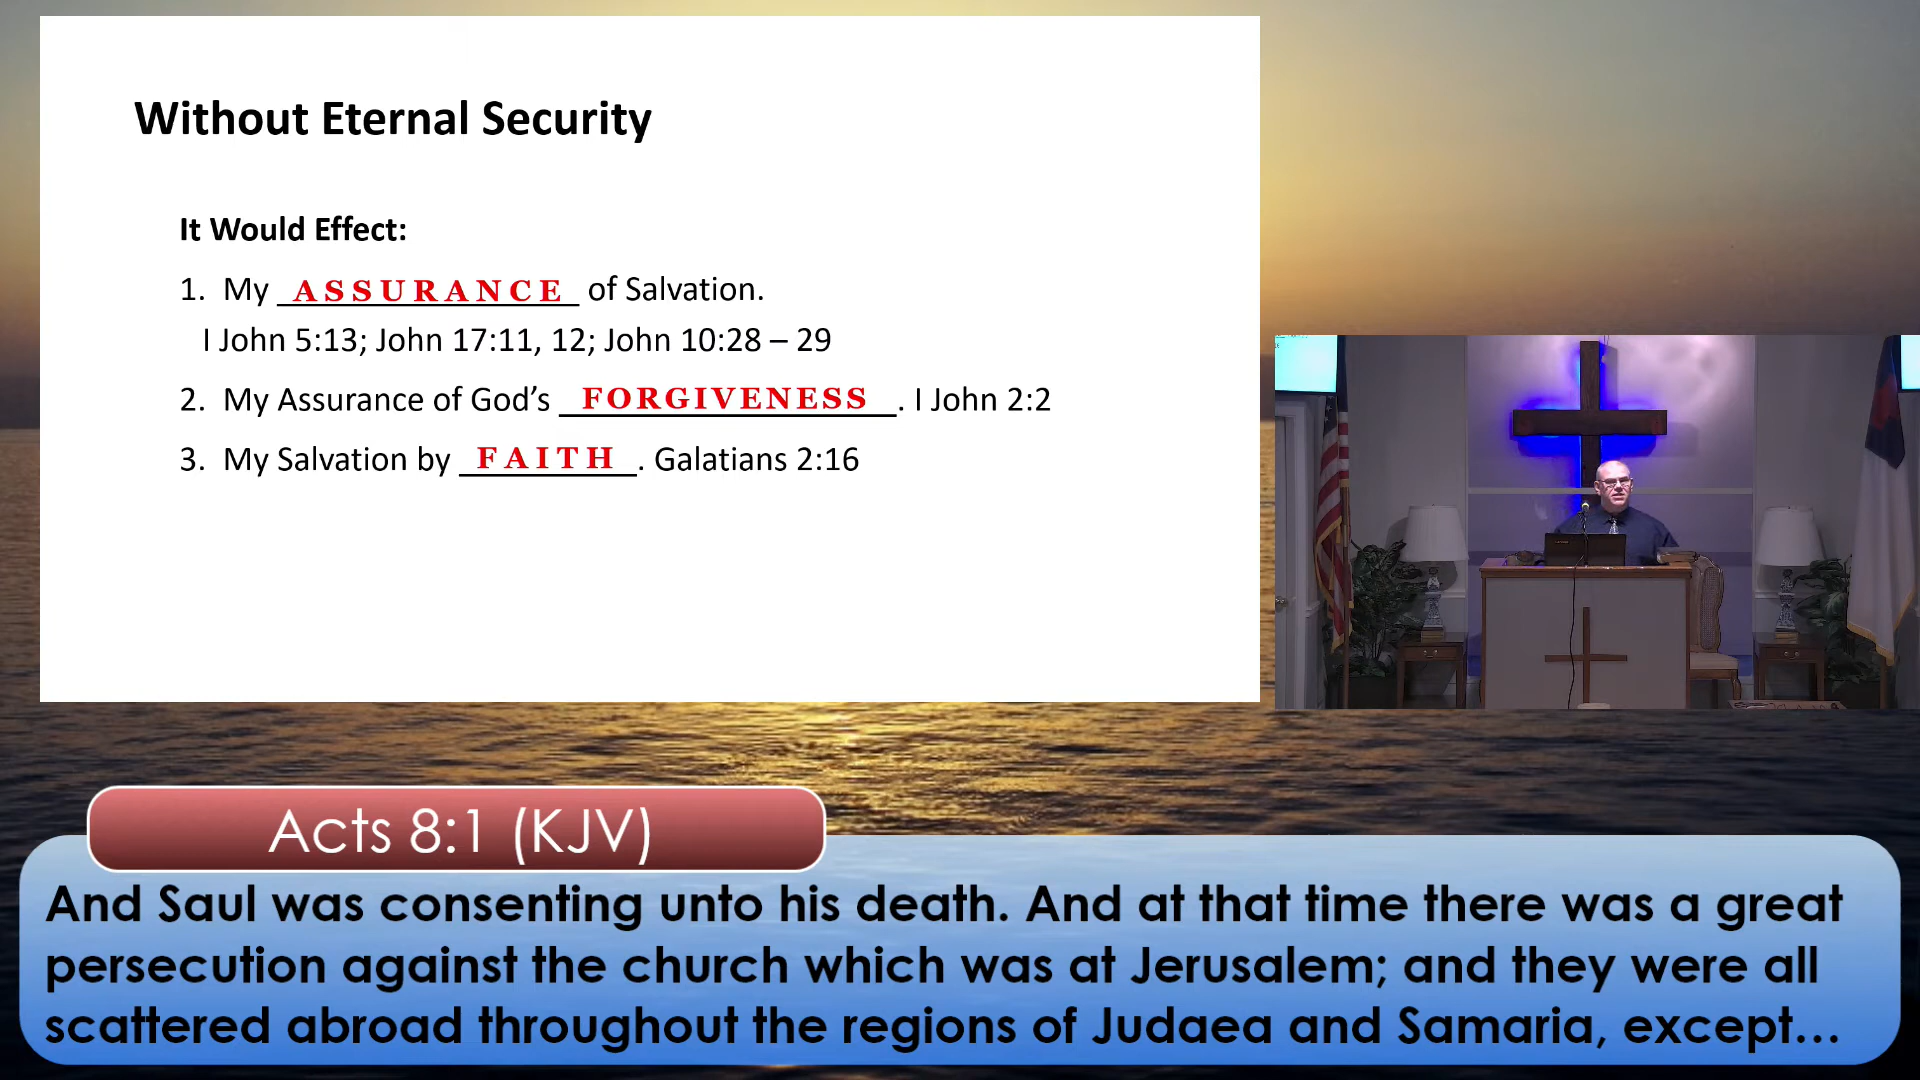 Without Eternal Security
It Would Effect:
1. My ASSURANCE of Salvation.
I John 5:13; John 17:11, 12; John 10:28 – 29
2. My Assurance of God’s FORGIVENESS. I John 2:2
3. My Salvation by FAITH. Galatians 2:16
Acts 8:1 (KJV)
And Saul was consenting unto his death. And at that time there was a great
persecution against the church which was at Jerusalem; and they were all
scattered abroad throughout the regions of Judaea and Samaria, except...